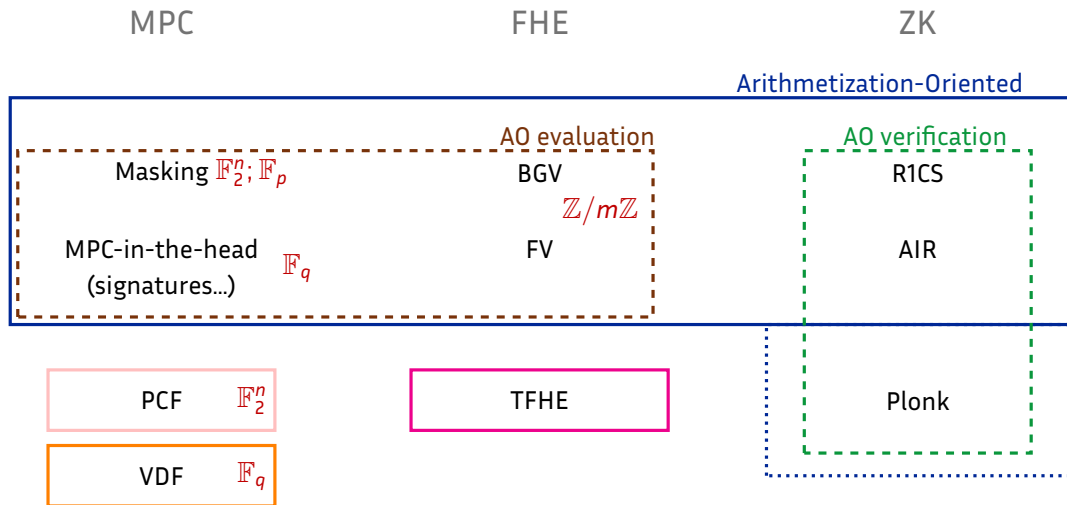 MPC FHE ZK
Arithmetization-Oriented
AO evaluation AO verification
Masking 𝔽₂ⁿ; 𝔽ₚ BGV R1CS
ℤ/mℤ
MPC-in-the-head 𝔽_q FV AIR
(signatures…)
PCF 𝔽₂ⁿ TFHE Plonk
VDF 𝔽_q